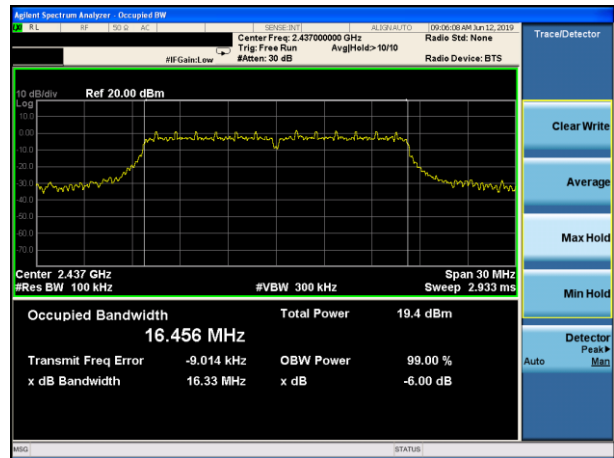 Agilent Spectrum Analyzer - Occupied BW
RL RF 50 Ω AC SENSE:INT ALIGNAUTO 09:06:08 AM Jun 12, 2019
Center Freq: 2.437000000 GHz Radio Std: None
Trig: Free Run Avg|Hold:> 10/10
#IFGain:Low #Atten: 30 dB Radio Device: BTS
Trace/Detector
10 dB/div Ref 20.00 dBm
Log
10.0
0.00
-10.0
-20.0
-30.0
-40.0
-50.0
-60.0
-70.0
Center 2.437 GHz Span 30 MHz
#Res BW 100 kHz #VBW 300 kHz Sweep 2.933 ms
Occupied Bandwidth Total Power 19.4 dBm
16.456 MHz
Transmit Freq Error -9.014 kHz OBW Power 99.00 %
x dB Bandwidth 16.33 MHz x dB -6.00 dB
Clear Write
Average
Max Hold
Min Hold
Detector
Peak▶
Auto Man
MSG STATUS